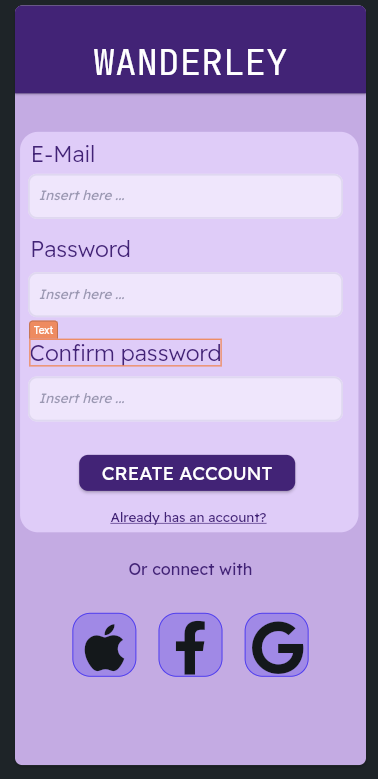 WANDERLEY
E-Mail
Insert here ...
Password
Insert here ...
Text
Confirm password
Insert here ...
CREATE ACCOUNT
Already has an account?
Or connect with